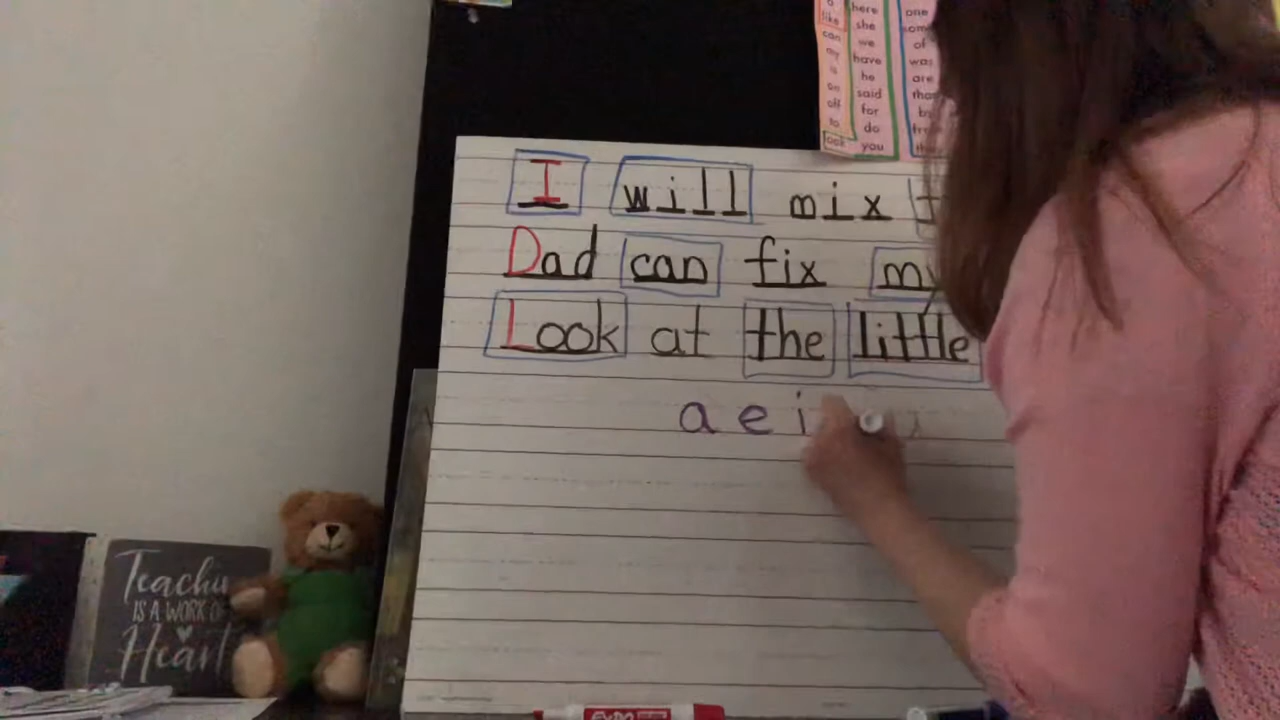 here
like she one
can we of
my have was
is he are
on said
off for
to do
look you
I will mix
Dad can fix my
Look at the little
a e i
IS A WORK OF
Heart
EXPO